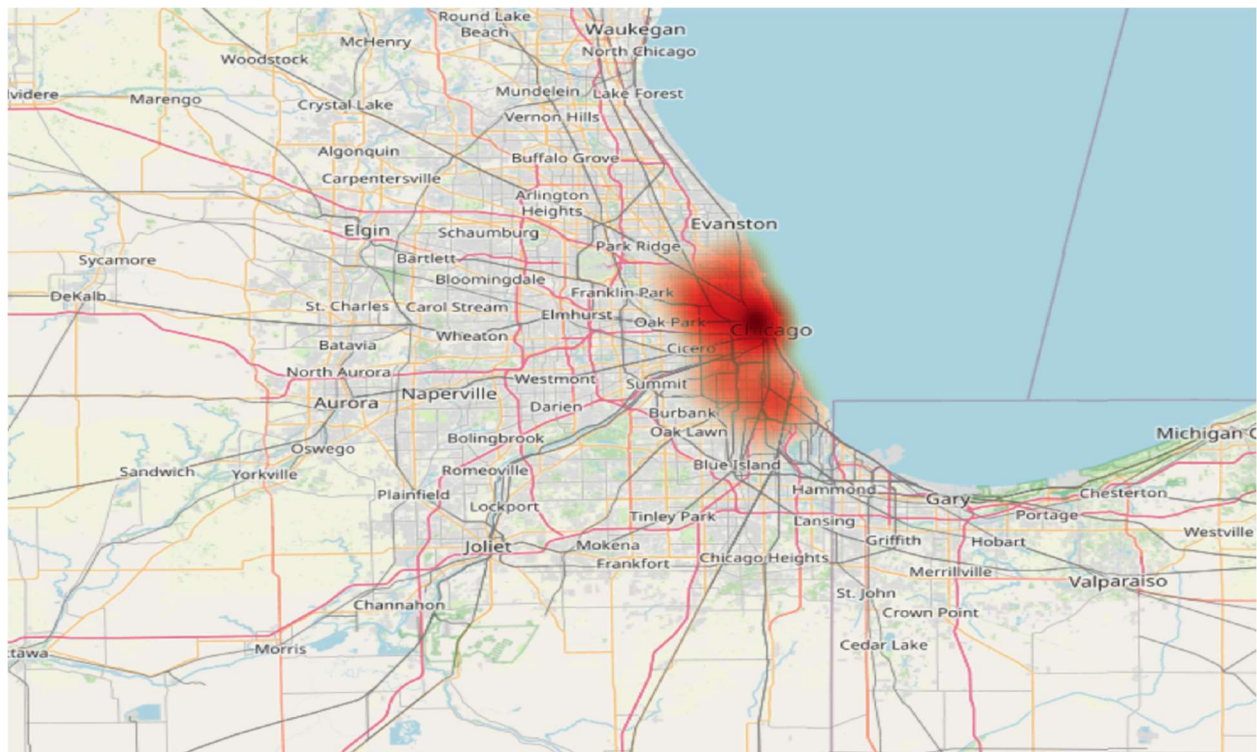 Round Lake
Beach
Waukegan
McHenry
North Chicago
Woodstock
Mundelein
Lake Forest
lvidere
Marengo
Crystal Lake
Vernon Hills
Algonquin
Buffalo Grove
Carpentersville
Arlington
Heights
Evanston
Elgin
Schaumburg
Park Ridge
Sycamore
Bartlett
Bloomingdale
DeKalb
Franklin Park
St. Charles
Carol Stream
Elmhurst
Oak Park
Chicago
Batavia
Wheaton
Cicero
North Aurora
Westmont
Summit
Aurora
Naperville
Darien
Burbank
Oak Lawn
Michigan C
Bolingbrook
Oswego
Sandwich
Yorkville
Romeoville
Blue Island
Plainfield
Hammond
Gary
Chesterton
Lockport
Tinley Park
Lansing
Portage
Joliet
Mokena
Griffith
Hobart
Westville
Frankfort
Chicago Heights
Merrillville
Valparaiso
Channahon
St. John
Crown Point
Morris
Cedar Lake
ttawa